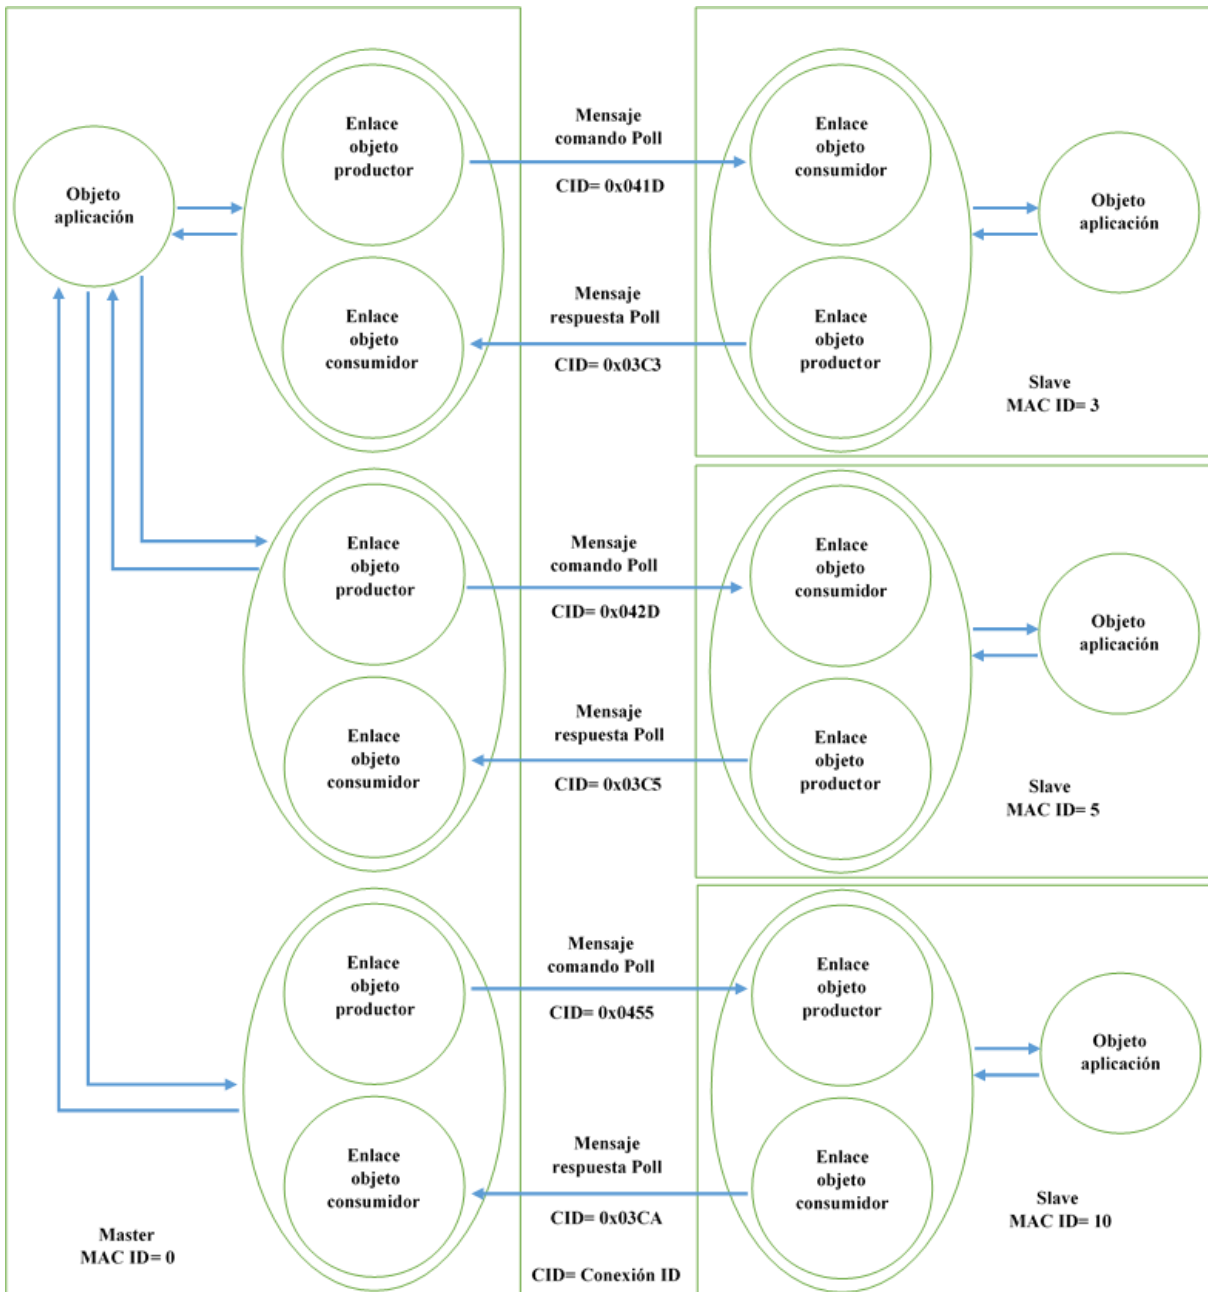 Objeto
aplicación
Enlace
objeto
productor
Mensaje
comando Poll
CID= 0x041D
Enlace
objeto
consumidor
Objeto
aplicación
Enlace
objeto
consumidor
Mensaje
respuesta Poll
CID= 0x03C3
Enlace
objeto
productor
Slave
MAC ID= 3
Enlace
objeto
productor
Mensaje
comando Poll
CID= 0x042D
Enlace
objeto
consumidor
Objeto
aplicación
Enlace
objeto
consumidor
Mensaje
respuesta Poll
CID= 0x03C5
Enlace
objeto
productor
Slave
MAC ID= 5
Enlace
objeto
productor
Mensaje
comando Poll
CID= 0x0455
Enlace
objeto
productor
Objeto
aplicación
Enlace
objeto
consumidor
Mensaje
respuesta Poll
CID= 0x03CA
Enlace
objeto
consumidor
Slave
MAC ID= 10
Master
MAC ID= 0
CID= Conexión ID